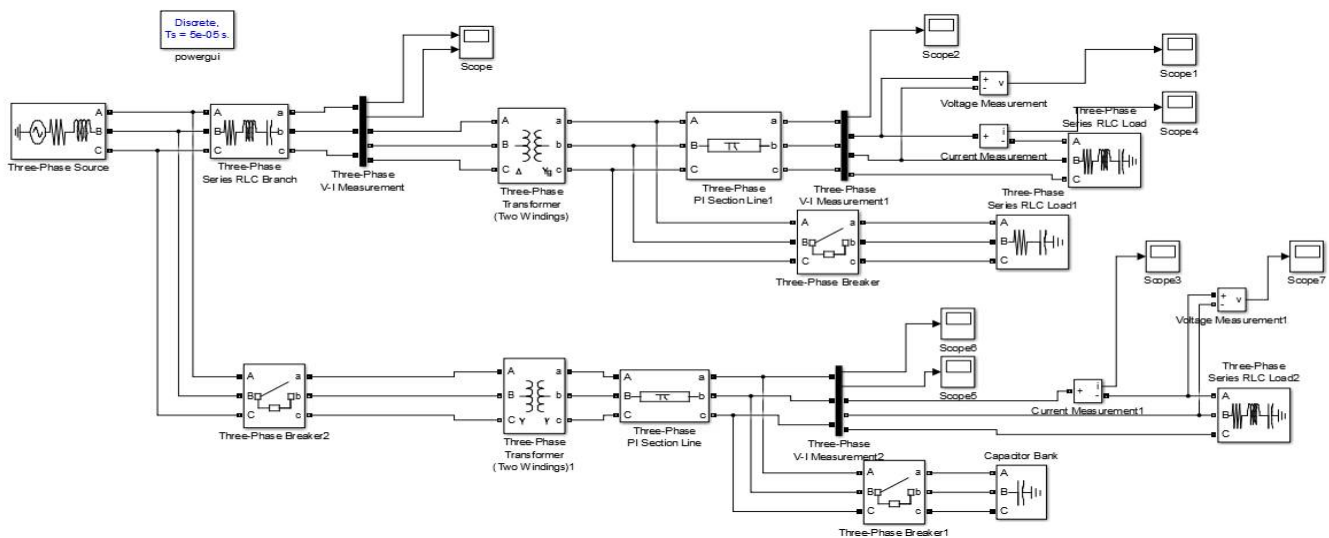 Discrete,
Ts = 5e-05 s.
powergui
Scope
Scope2
Scope1
Scope4
A
B
C
Three-Phase Source
A a
B b
C c
Three-Phase
Series RLC Branch
Three-Phase
V-I Measurement
A a
B b
C c
Δ Yg
Three-Phase
Transformer
(Two Windings)
A a
B b
C c
Three-Phase
PI Section Line1
Three-Phase
V-I Measurement1
+
-
v
Voltage Measurement
+
-
i
Current Measurement
Three-Phase
Series RLC Load
A
B
C
Three-Phase
Series RLC Load1
A
B
C
A a
B b
C c
Three-Phase Breaker
Scope3
Scope7
+
-
v
Voltage Measurement1
Scope6
Scope5
A a
B b
C c
Three-Phase Breaker2
A a
B b
C c
Y Y
Three-Phase
Transformer
(Two Windings)1
A a
B b
C c
Three-Phase
PI Section Line
Three-Phase
V-I Measurement2
+
-
i
Current Measurement1
Three-Phase
Series RLC Load2
A
B
C
A a
B b
C c
Three-Phase Breaker1
Capacitor Bank
A
B
C